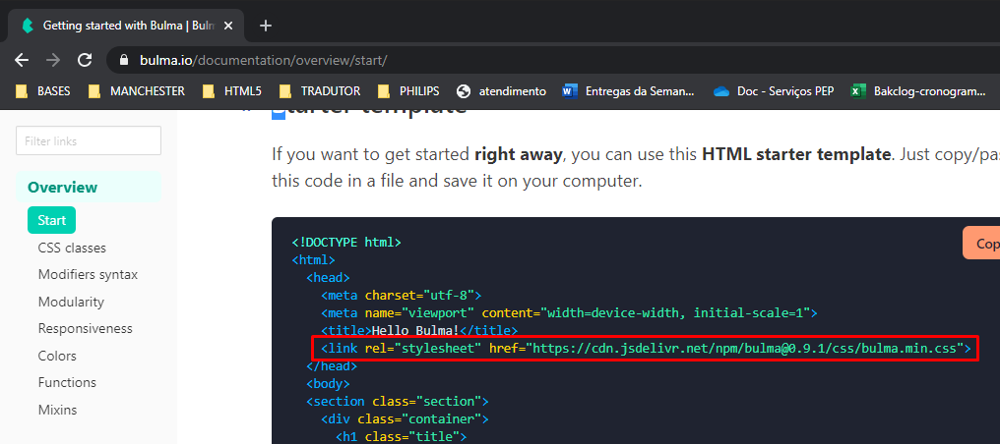 Getting started with Bulma | Buln
bulma.io/documentation/overview/start/
BASES MANCHESTER HTML5 TRADUTOR PHILIPS atendimento Entregas da Seman... Doc - Serviços PEP Bakclog-cronogram...
Starter template
If you want to get started right away, you can use this HTML starter template. Just copy/pas
this code in a file and save it on your computer.
Filter links
Overview
Start
CSS classes
Modifiers syntax
Modularity
Responsiveness
Colors
Functions
Mixins
Cop
<!DOCTYPE html>
<html>
<head>
<meta charset="utf-8">
<meta name="viewport" content="width=device-width, initial-scale=1">
<title>Hello Bulma!</title>
<link rel="stylesheet" href="https://cdn.jsdelivr.net/npm/bulma@0.9.1/css/bulma.min.css">
</head>
<body>
<section class="section">
<div class="container">
<h1 class="title">